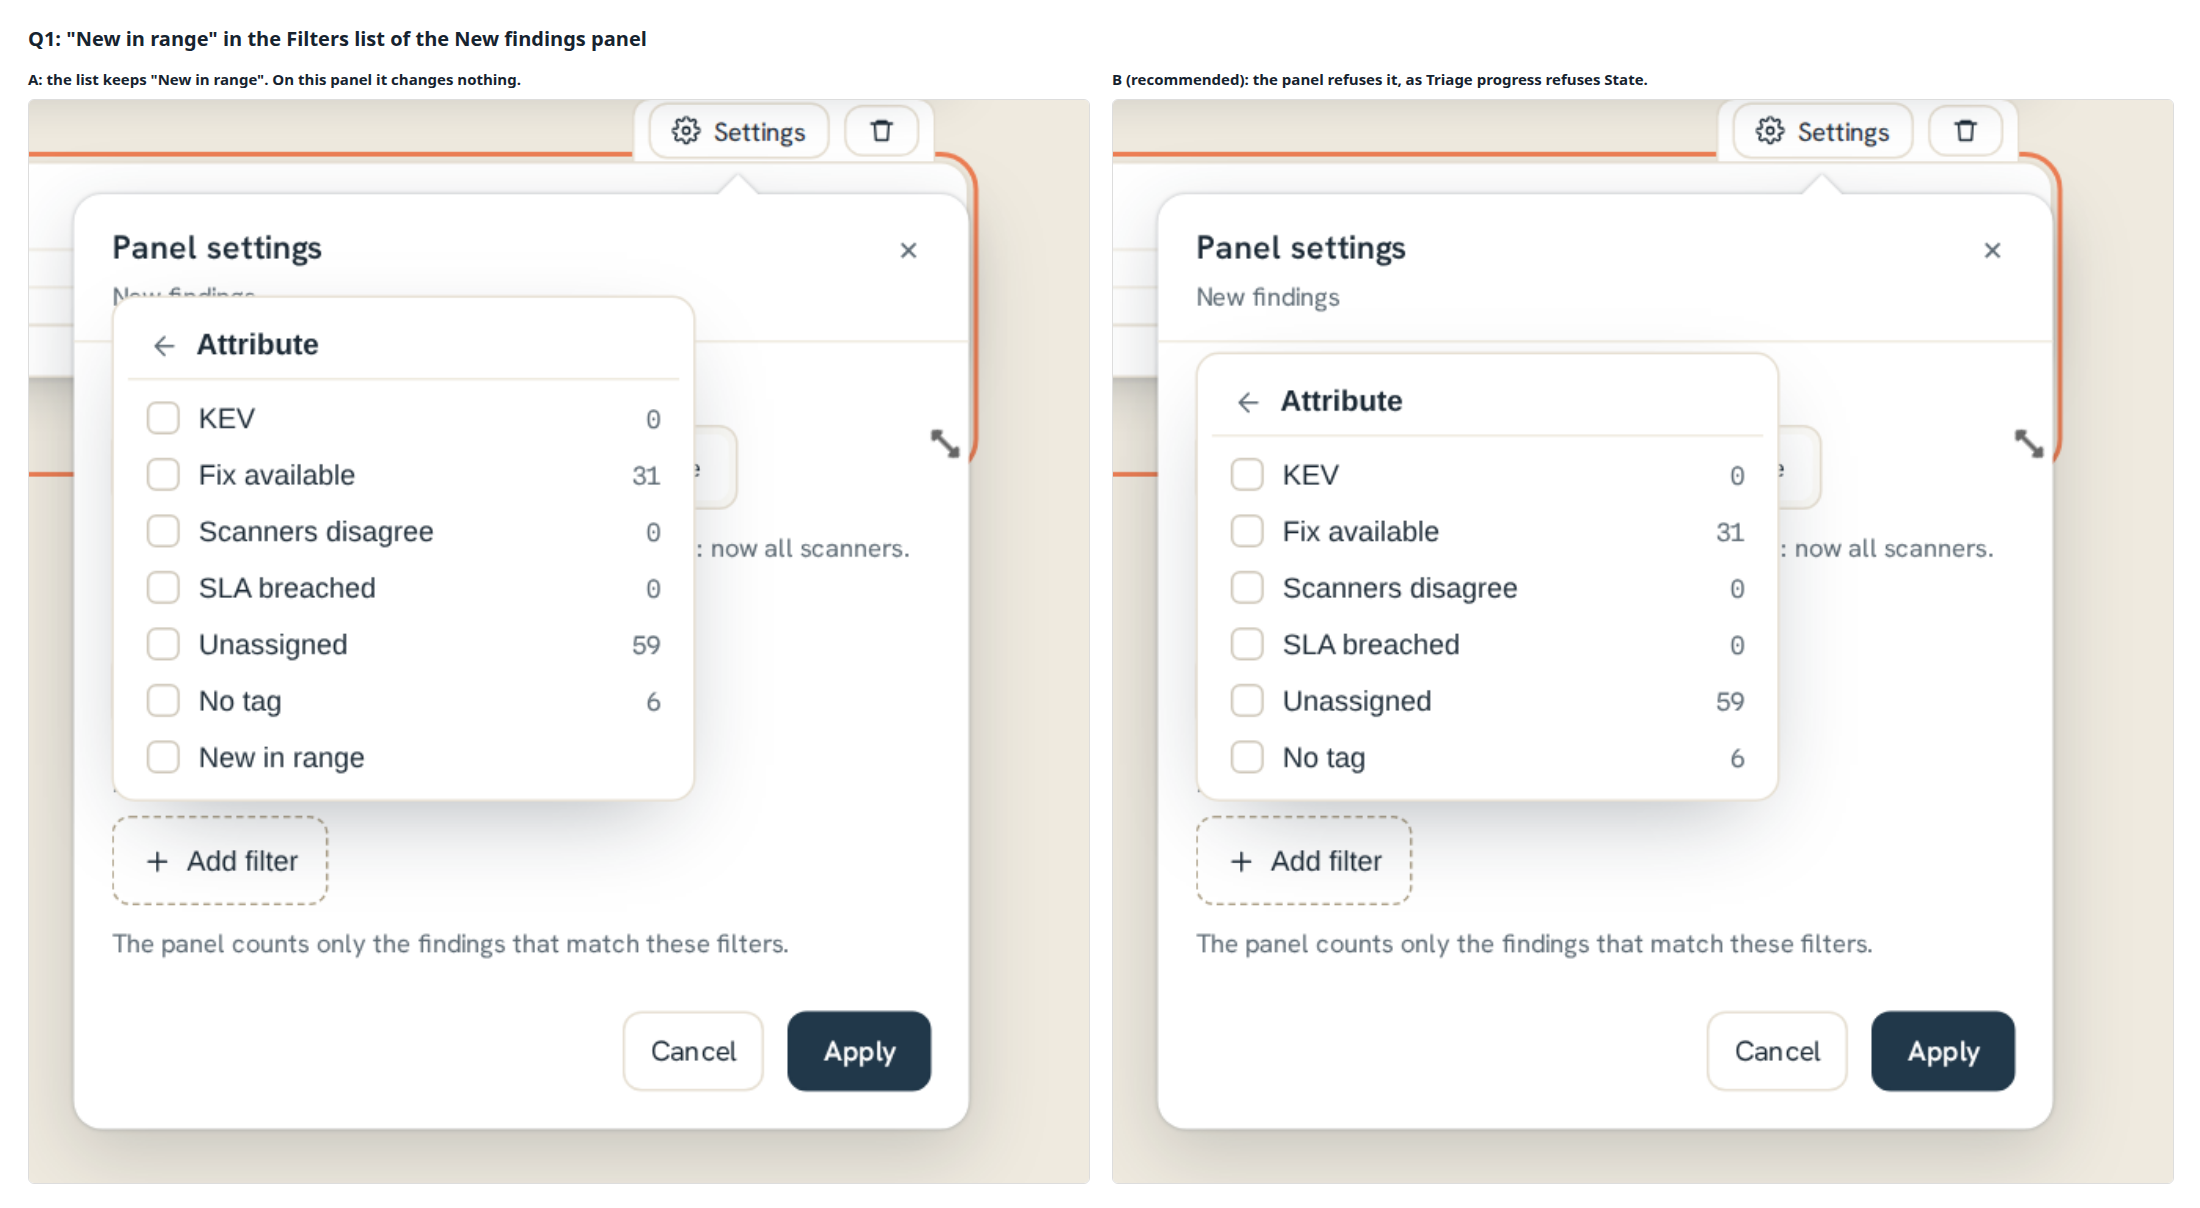 Q1: "New in range" in the Filters list of the New findings panel
A: the list keeps "New in range". On this panel it changes nothing.
Settings
Panel settings
×
New findings
Attribute
KEV 0
Fix available 31
Scanners disagree 0
: now all scanners.
SLA breached 0
Unassigned 59
No tag 6
New in range
+ Add filter
The panel counts only the findings that match these filters.
Cancel Apply
B (recommended): the panel refuses it, as Triage progress refuses State.
Settings
Panel settings
×
New findings
Attribute
KEV 0
Fix available 31
: now all scanners.
Scanners disagree 0
SLA breached 0
Unassigned 59
No tag 6
+ Add filter
The panel counts only the findings that match these filters.
Cancel Apply